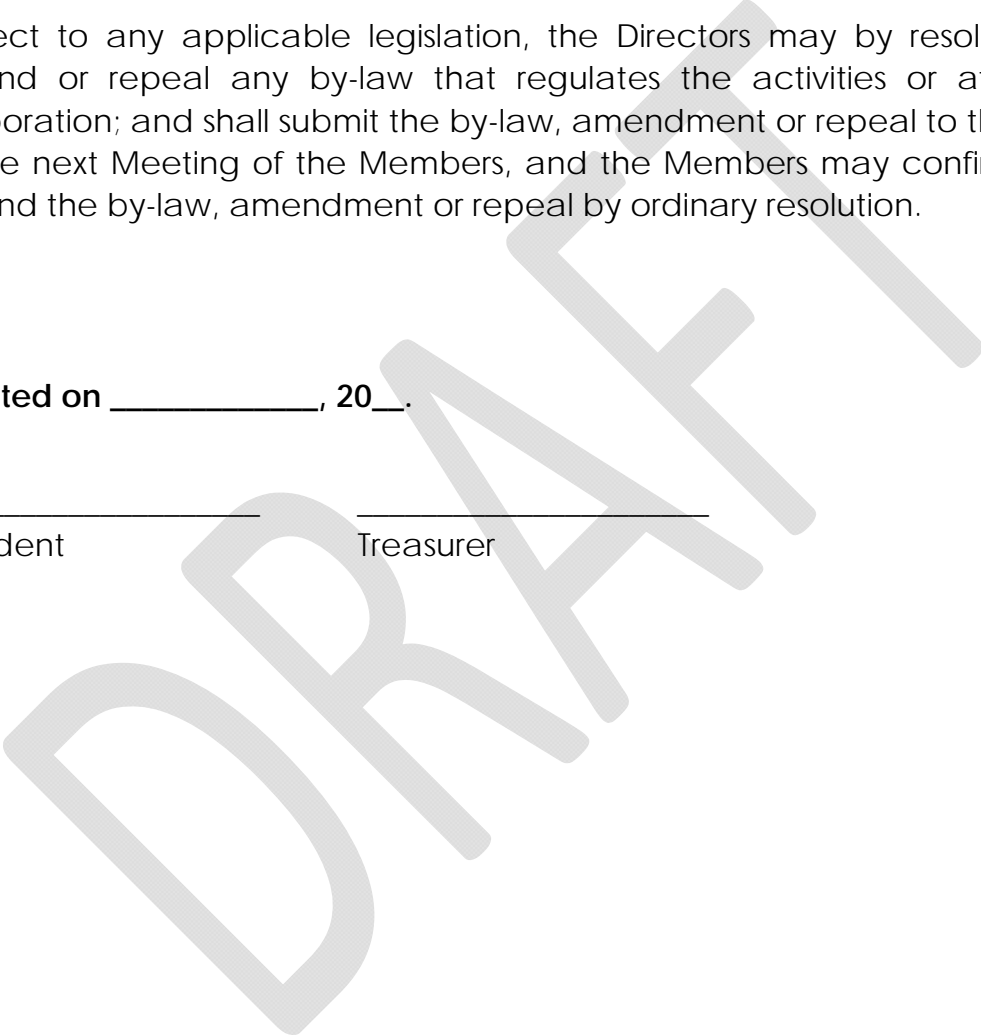 ect to any applicable legislation, the Directors may by resol
nd or repeal any by-law that regulates the activities or a
oration; and shall submit the by-law, amendment or repeal to t
e next Meeting of the Members, and the Members may confi
nd the by-law, amendment or repeal by ordinary resolution.
ted on _____________, 20__.
dent Treasurer
DRAFT